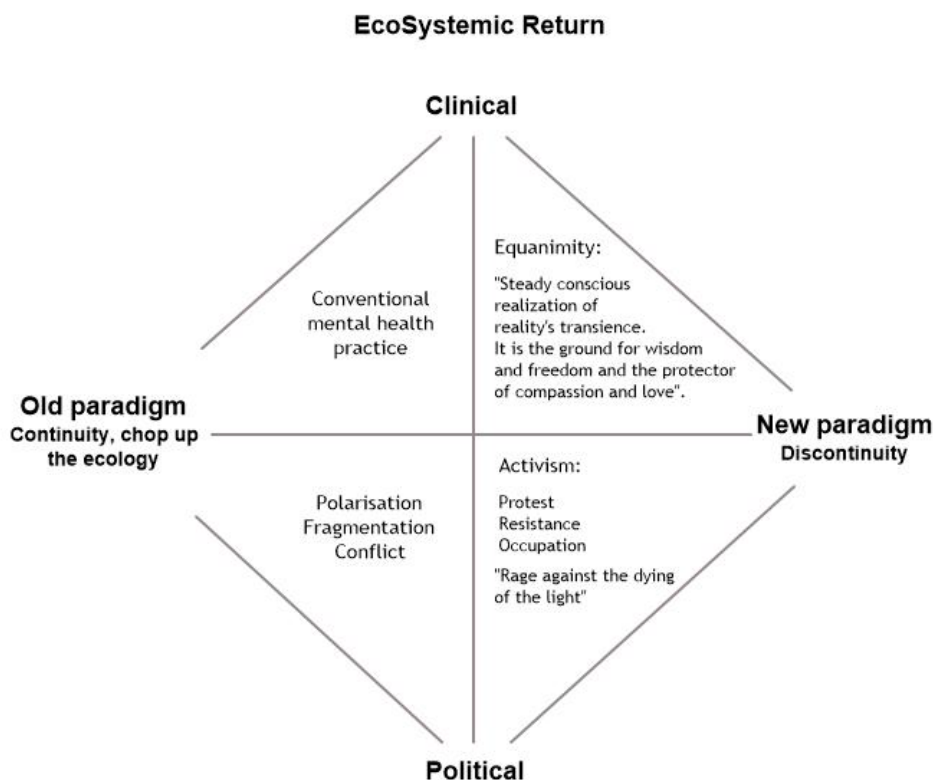 EcoSystemic Return
Clinical
Equanimity:
"Steady conscious
realization of
reality's transience.
It is the ground for wisdom
and freedom and the protector
of compassion and love".
Conventional
mental health
practice
Old paradigm
Continuity, chop up
the ecology
New paradigm
Discontinuity
Polarisation
Fragmentation
Conflict
Activism:
Protest
Resistance
Occupation
"Rage against the dying
of the light"
Political